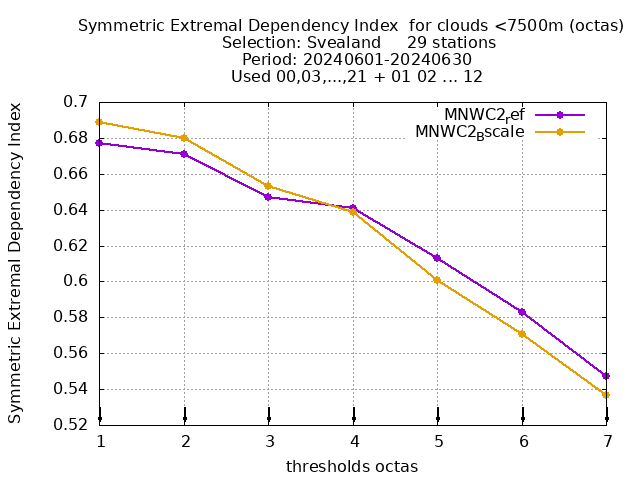 Symmetric Extremal Dependency Index  for clouds <7500m (octas)
Selection: Svealand     29 stations
Period: 20240601-20240630
Used 00,03,...,21 + 01 02 ... 12
Symmetric Extremal Dependency Index
0.7
0.68
0.66
0.64
0.62
0.6
0.58
0.56
0.54
0.52
MNWC2ref
MNWC2Bscale
1 2 3 4 5 6 7
thresholds octas